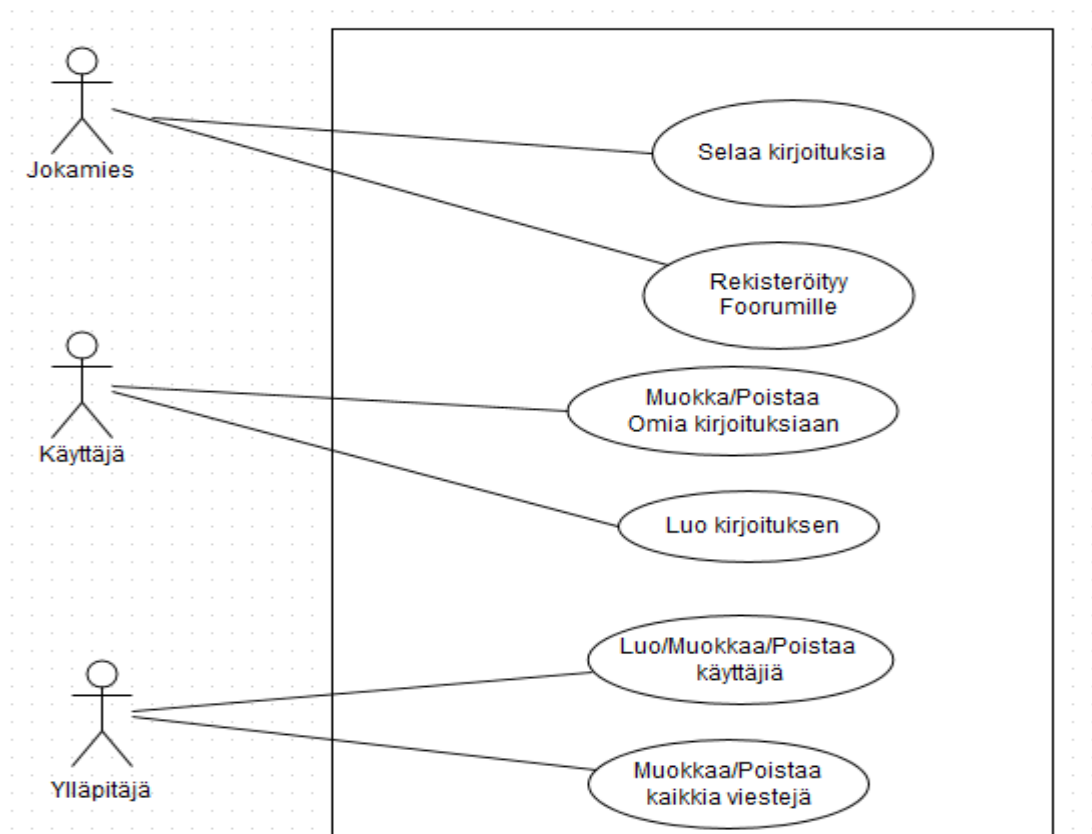 Jokamies
Selaa kirjoituksia
Rekisteröityy
Foorumille
Käyttäjä
Muokka/Poistaa
Omia kirjoituksiaan
Luo kirjoituksen
Ylläpitäjä
Luo/Muokkaa/Poistaa
käyttäjiä
Muokkaa/Poistaa
kaikkia viestejä